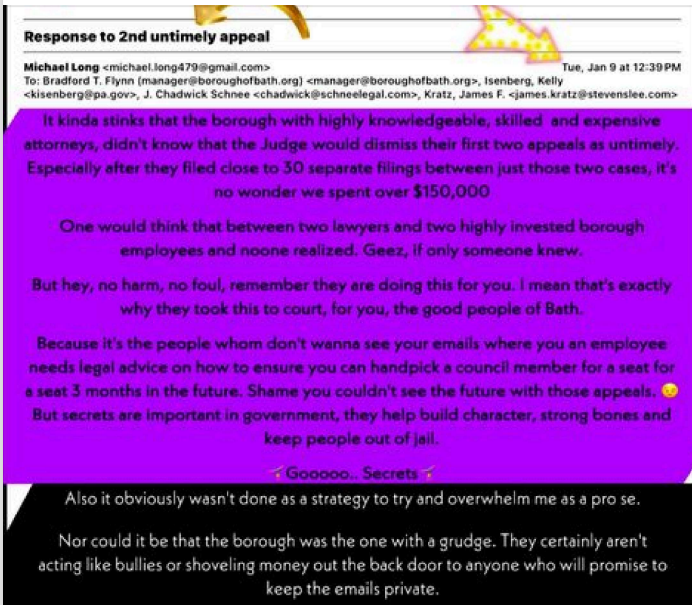 Response to 2nd untimely appeal
Michael Long <michael.long479@gmail.com>
Tue, Jan 9 at 12:39 PM
To: Bradford T. Flynn (manager@boroughofbath.org) <manager@boroughofbath.org>, Isenberg, Kelly
<kisenberg@pa.gov>, J. Chadwick Schnee <chadwick@schneelegal.com>, Kratz, James F. <james.kratz@stevenslee.com>
It kinda stinks that the borough with highly knowledgeable, skilled and expensive
attorneys, didn't know that the Judge would dismiss their first two appeals as untimely.
Especially after they filed close to 30 separate filings between just those two cases, it's
no wonder we spent over $150,000
One would think that between two lawyers and two highly invested borough
employees and noone realized. Geez, if only someone knew.
But hey, no harm, no foul, remember they are doing this for you. I mean that's exactly
why they took this to court, for you, the good people of Bath.
Because it's the people whom don't wanna see your emails where you an employee
needs legal advice on how to ensure you can handpick a council member for a seat for
a seat 3 months in the future. Shame you couldn't see the future with those appeals. 😉
But secrets are important in government, they help build character, strong bones and
keep people out of jail.
Gooooo.. Secrets
Also it obviously wasn't done as a strategy to try and overwhelm me as a pro se.
Nor could it be that the borough was the one with a grudge. They certainly aren't
acting like bullies or shoveling money out the back door to anyone who will promise to
keep the emails private.